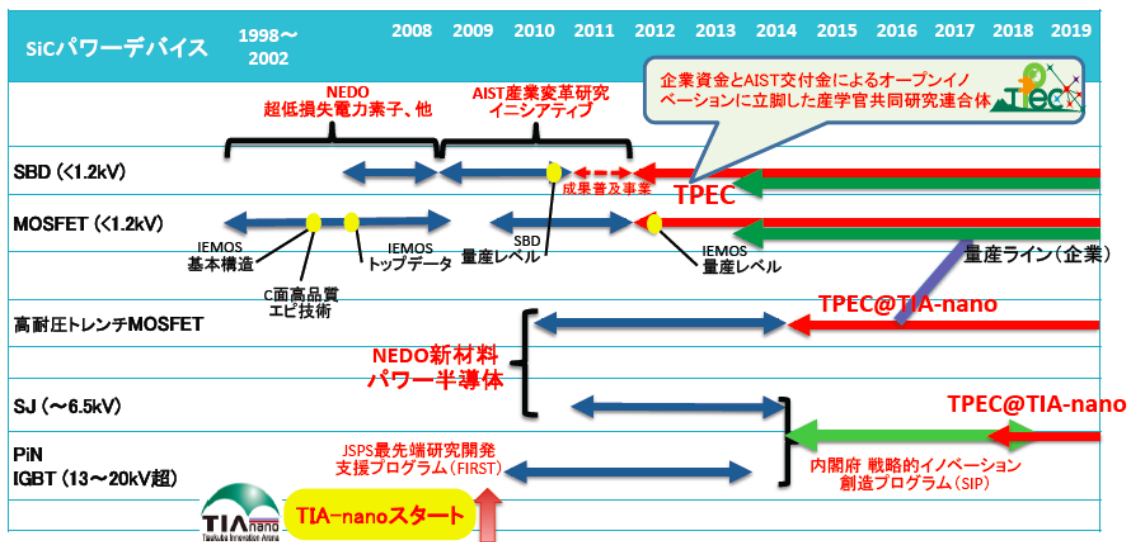 SiCパワーデバイス
1998～
2002
2008 2009 2010 2011 2012 2013 2014 2015 2016 2017 2018 2019
NEDO
超低損失電力素子、他
AIST産業変革研究
イニシアティブ
企業資金とAIST交付金によるオープンイノ
ベーションに立脚した産学官共同研究連合体
TPEC
SBD (<1.2kV)
成果普及事業
TPEC
MOSFET (<1.2kV)
IEMOS
基本構造
C面高品質
エピ技術
IEMOS
トップデータ
SBD
量産レベル
IEMOS
量産レベル
量産ライン（企業）
高耐圧トレンチMOSFET
TPEC@TIA-nano
NEDO新材料
パワー半導体
SJ (～6.5kV)
TPEC@TIA-nano
PiN
IGBT (13～20kV超)
JSPS最先端研究開発
支援プログラム（FIRST）
内閣府 戦略的イノベーション
創造プログラム（SIP）
TIA nano
Tsukuba Innovation Arena
TIA-nanoスタート